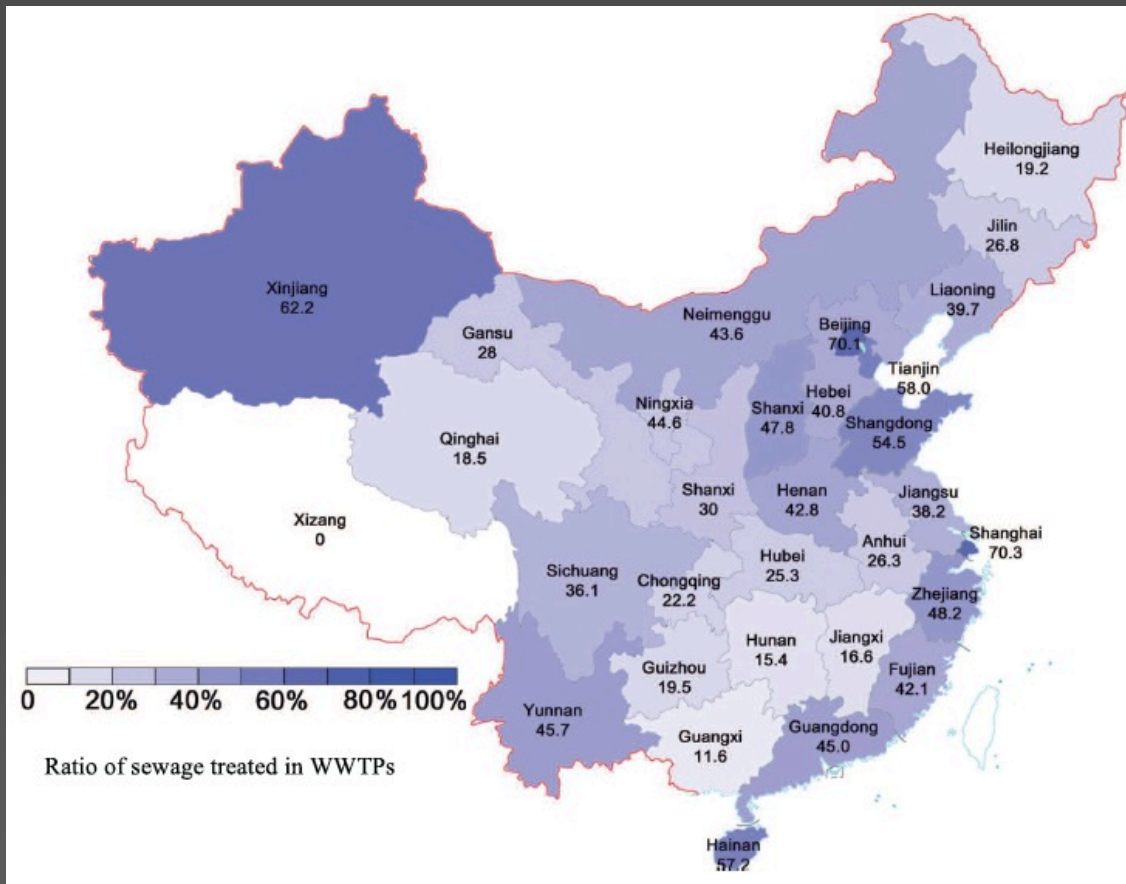 Heilongjiang
19.2
Jilin
26.8
Liaoning
39.7
Xinjiang
62.2
Neimenggu
43.6
Beijing
70.1
Gansu
28
Tianjin
58.0
Hebei
40.8
Ningxia
44.6
Shanxi
47.8
Shangdong
54.5
Qinghai
18.5
Shanxi
30
Henan
42.8
Jiangsu
38.2
Xizang
0
Shanghai
70.3
Anhui
26.3
Hubei
25.3
Sichuang
36.1
Chongqing
22.2
Zhejiang
48.2
Hunan
15.4
Jiangxi
16.6
Guizhou
19.5
Fujian
42.1
0 20% 40% 60% 80% 100%
Yunnan
45.7
Guangdong
45.0
Guangxi
11.6
Ratio of sewage treated in WWTPs
Hainan
57.2